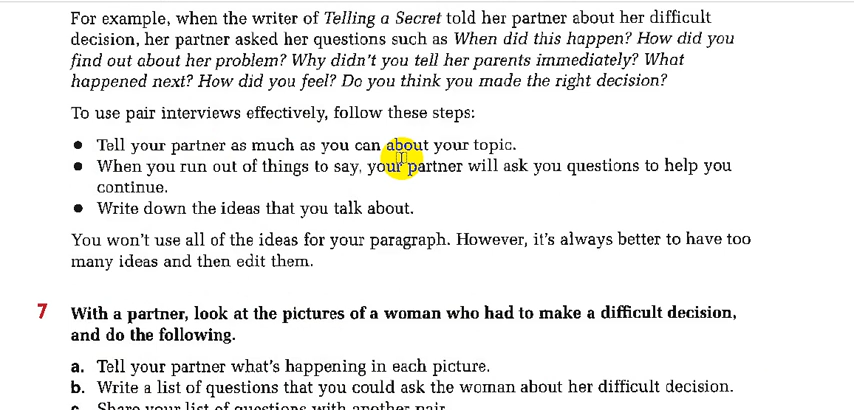 For example, when the writer of Telling a Secret told her partner about her difficult
decision, her partner asked her questions such as When did this happen? How did you
find out about her problem? Why didn't you tell her parents immediately? What
happened next? How did you feel? Do you think you made the right decision?
To use pair interviews effectively, follow these steps:
● Tell your partner as much as you can about your topic.
● When you run out of things to say, your partner will ask you questions to help you
continue.
● Write down the ideas that you talk about.
You won't use all of the ideas for your paragraph. However, it's always better to have too
many ideas and then edit them.
7 With a partner, look at the pictures of a woman who had to make a difficult decision,
and do the following.
a. Tell your partner what's happening in each picture.
b. Write a list of questions that you could ask the woman about her difficult decision.
c. Share your list of questions with another pair.